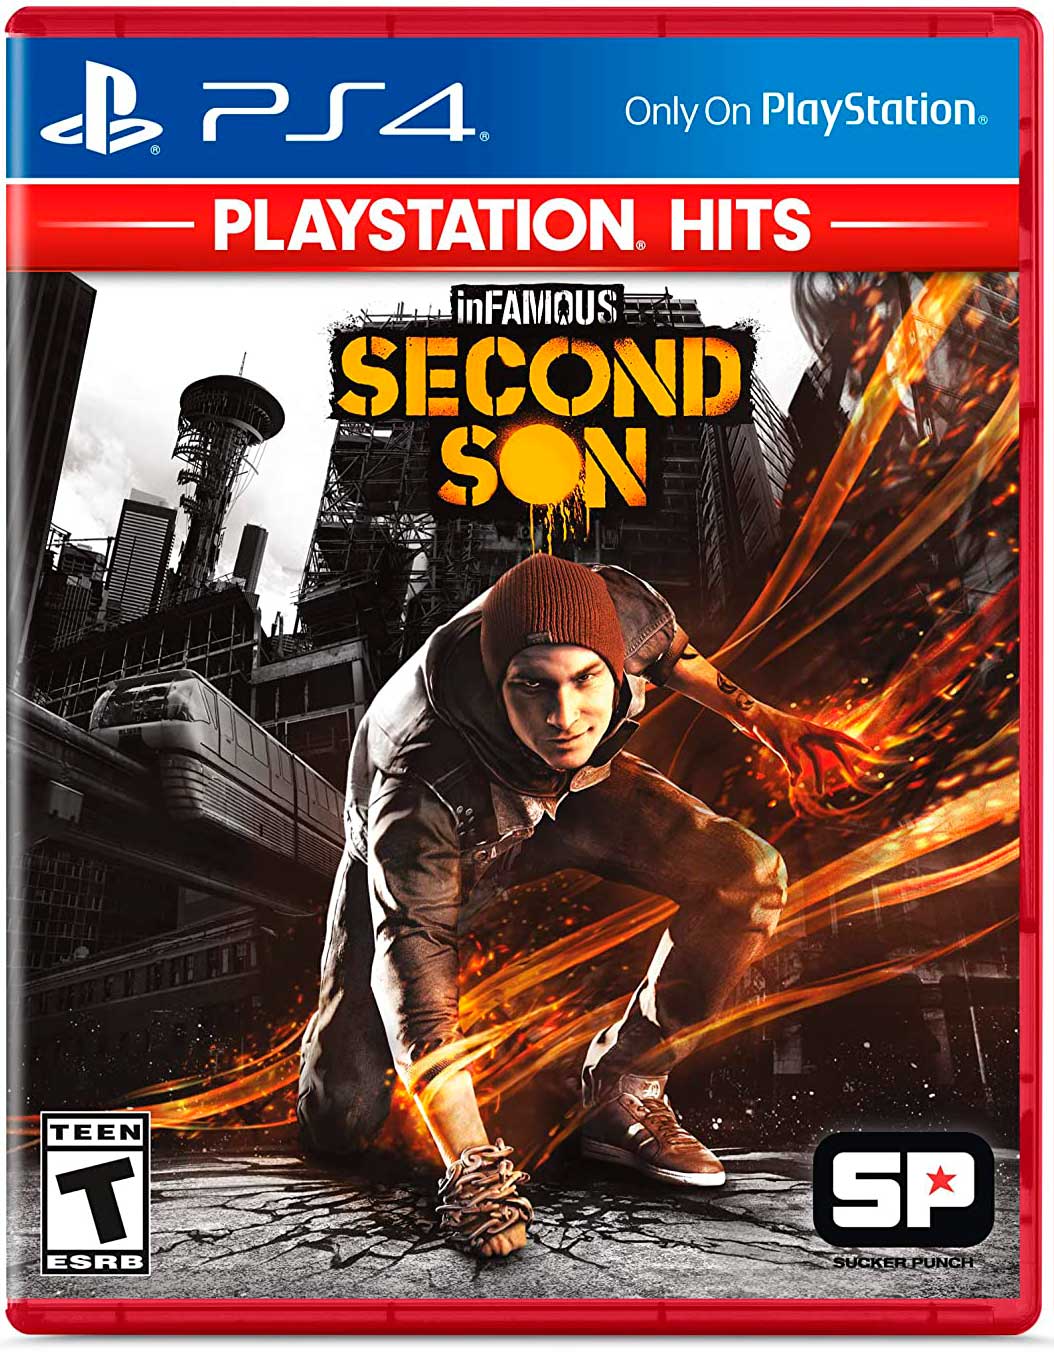 PS4®
Only On PlayStation®
PLAYSTATION® HITS
inFAMOUS
SECOND
SON
TEEN
T
ESRB
SP
SUCKER PUNCH